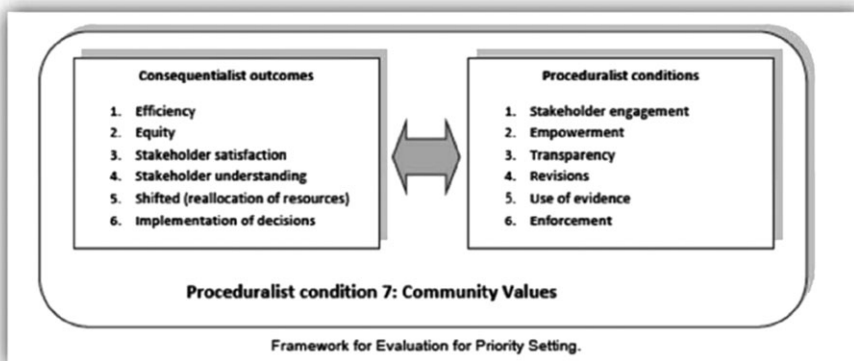 Consequentialist outcomes
1. Efficiency
2. Equity
3. Stakeholder satisfaction
4. Stakeholder understanding
5. Shifted (reallocation of resources)
6. Implementation of decisions
Proceduralist conditions
1. Stakeholder engagement
2. Empowerment
3. Transparency
4. Revisions
5. Use of evidence
6. Enforcement
Proceduralist condition 7: Community Values
Framework for Evaluation for Priority Setting.